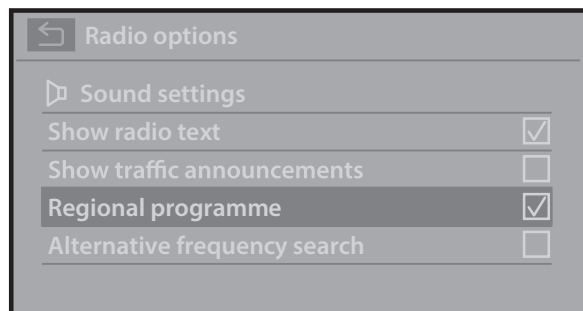 Radio options
Sound settings
Show radio text
Show traffic announcements
Regional programme
Alternative frequency search